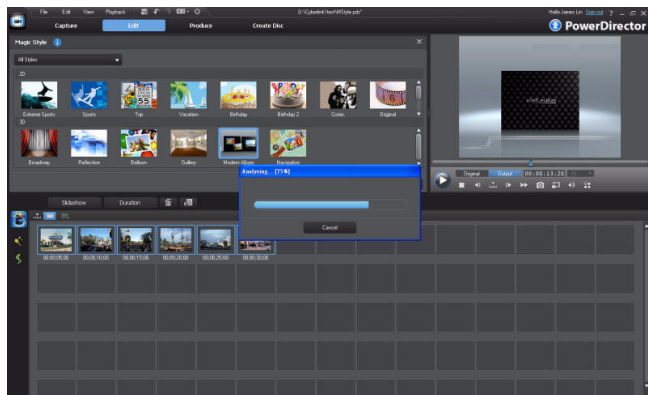 File Edit View Playback
D:\Cyberlink\test\MStyle.pds*
Hello James Lin Sign out ? _
Capture Edit Produce Create Disc
PowerDirector
Magic Style
All Styles
2D
Extreme Sports Sports Trip Vacation Birthday Birthday 2 Comic Original
3D
Broadway Reflection Balloon Gallery Modern Album Navigation
Analyzing... [75%]
Cancel
Original Output 00:00:13:20
Slideshow Duration
00;00;05;00 00;00;10;00 00;00;15;00 00;00;20;00 00;00;25;00 00;00;30;00